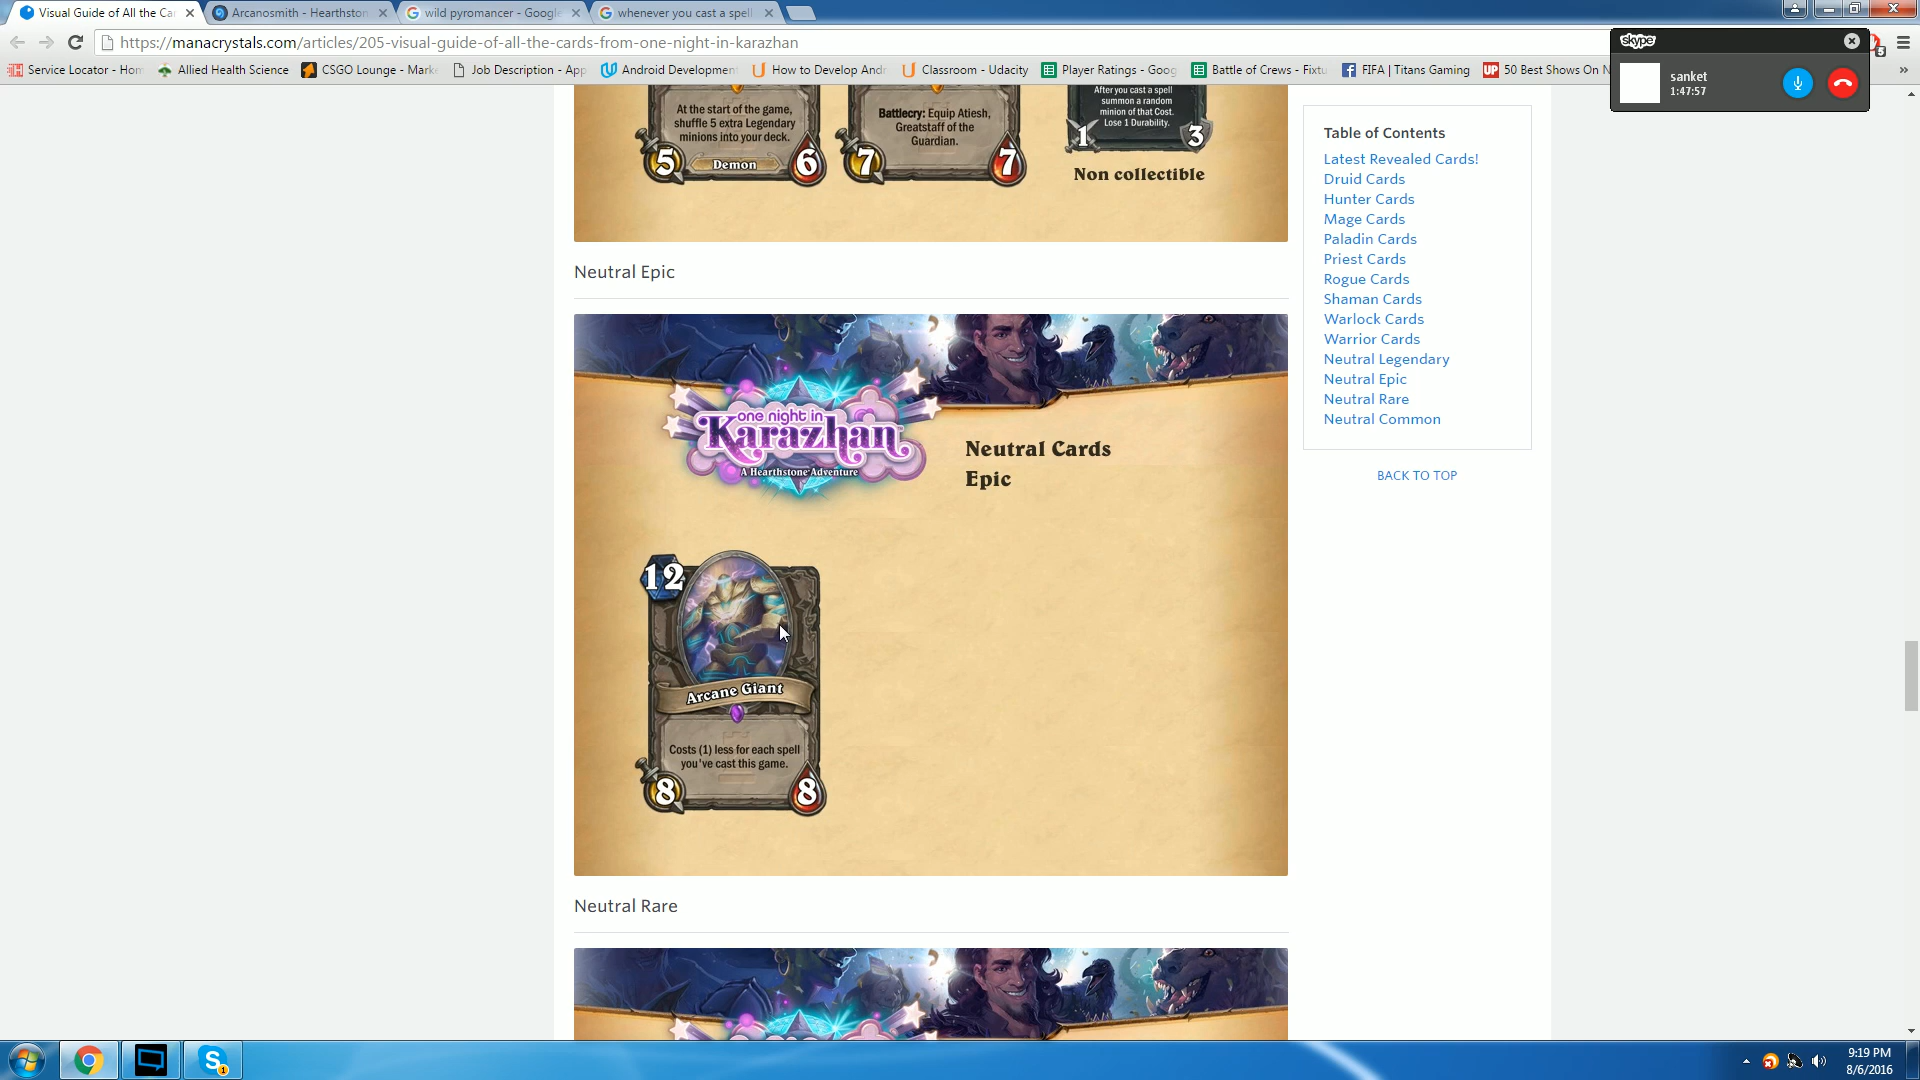 Visual Guide of All the Ca
Arcanosmith - Hearthston
wild pyromancer - Google
whenever you cast a spell
https://manacrystals.com/articles/205-visual-guide-of-all-the-cards-from-one-night-in-karazhan
Service Locator - Hom
Allied Health Science
CSGO Lounge - Mark
Job Description - App
Android Development
How to Develop Andr
Classroom - Udacity
Player Ratings - Goog
Battle of Crews - Fixtu
FIFA | Titans Gaming
UP 50 Best Shows On N
»
skype
sanket
1:47:57
At the start of the game,
shuffle 5 extra Legendary
minions into your deck.
5
Demon
6
Battlecry: Equip Atiesh,
Greatstaff of the
Guardian.
7
7
After you cast a spell
summon a random
minion of that Cost.
Lose 1 Durability.
1
3
Non collectible
Neutral Epic
one night in
Karazhan
A Hearthstone Adventure
Neutral Cards
Epic
12
Arcane Giant
Costs (1) less for each spell
you've cast this game.
8
8
Neutral Rare
Table of Contents
Latest Revealed Cards!
Druid Cards
Hunter Cards
Mage Cards
Paladin Cards
Priest Cards
Rogue Cards
Shaman Cards
Warlock Cards
Warrior Cards
Neutral Legendary
Neutral Epic
Neutral Rare
Neutral Common
BACK TO TOP
9:19 PM
8/6/2016